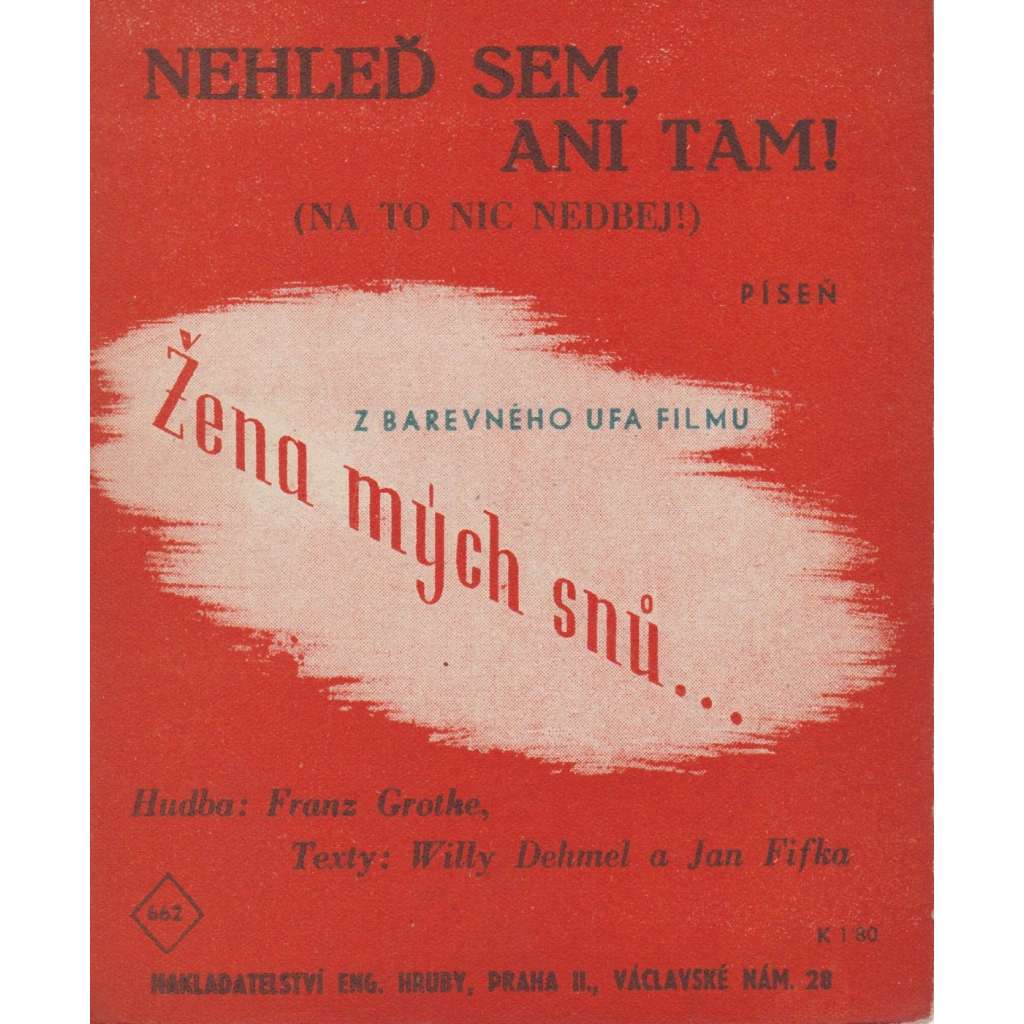 NEHLEĎ SEM,
ANI TAM!
(NA TO NIC NEDBEJ!)
PÍSEŇ
Z BAREVNÉHO UFA FILMU
Žena mých snů...
Hudba: Franz Grothe,
Texty: Willy Dehmel a Jan Fifka
662
K 1'80
NAKLADATELSTVÍ ENG. HRUBY, PRAHA II., VÁCLAVSKÉ NÁM. 28